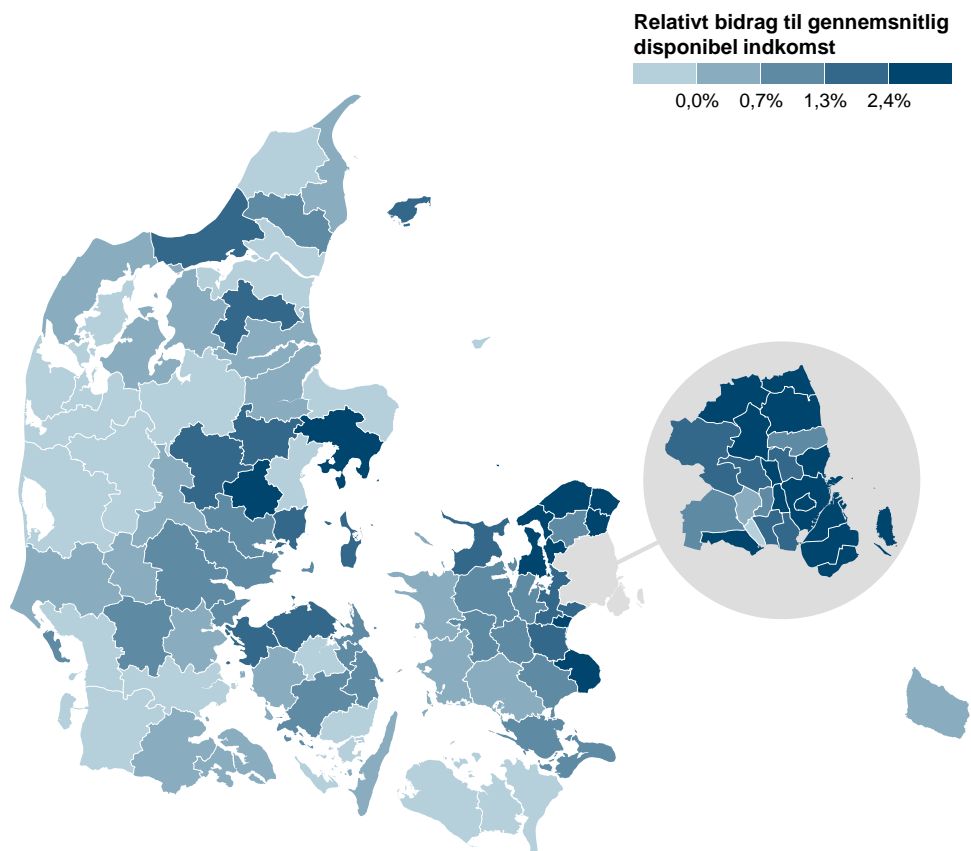 Relativt bidrag til gennemsnitlig
disponibel indkomst
0,0% 0,7% 1,3% 2,4%